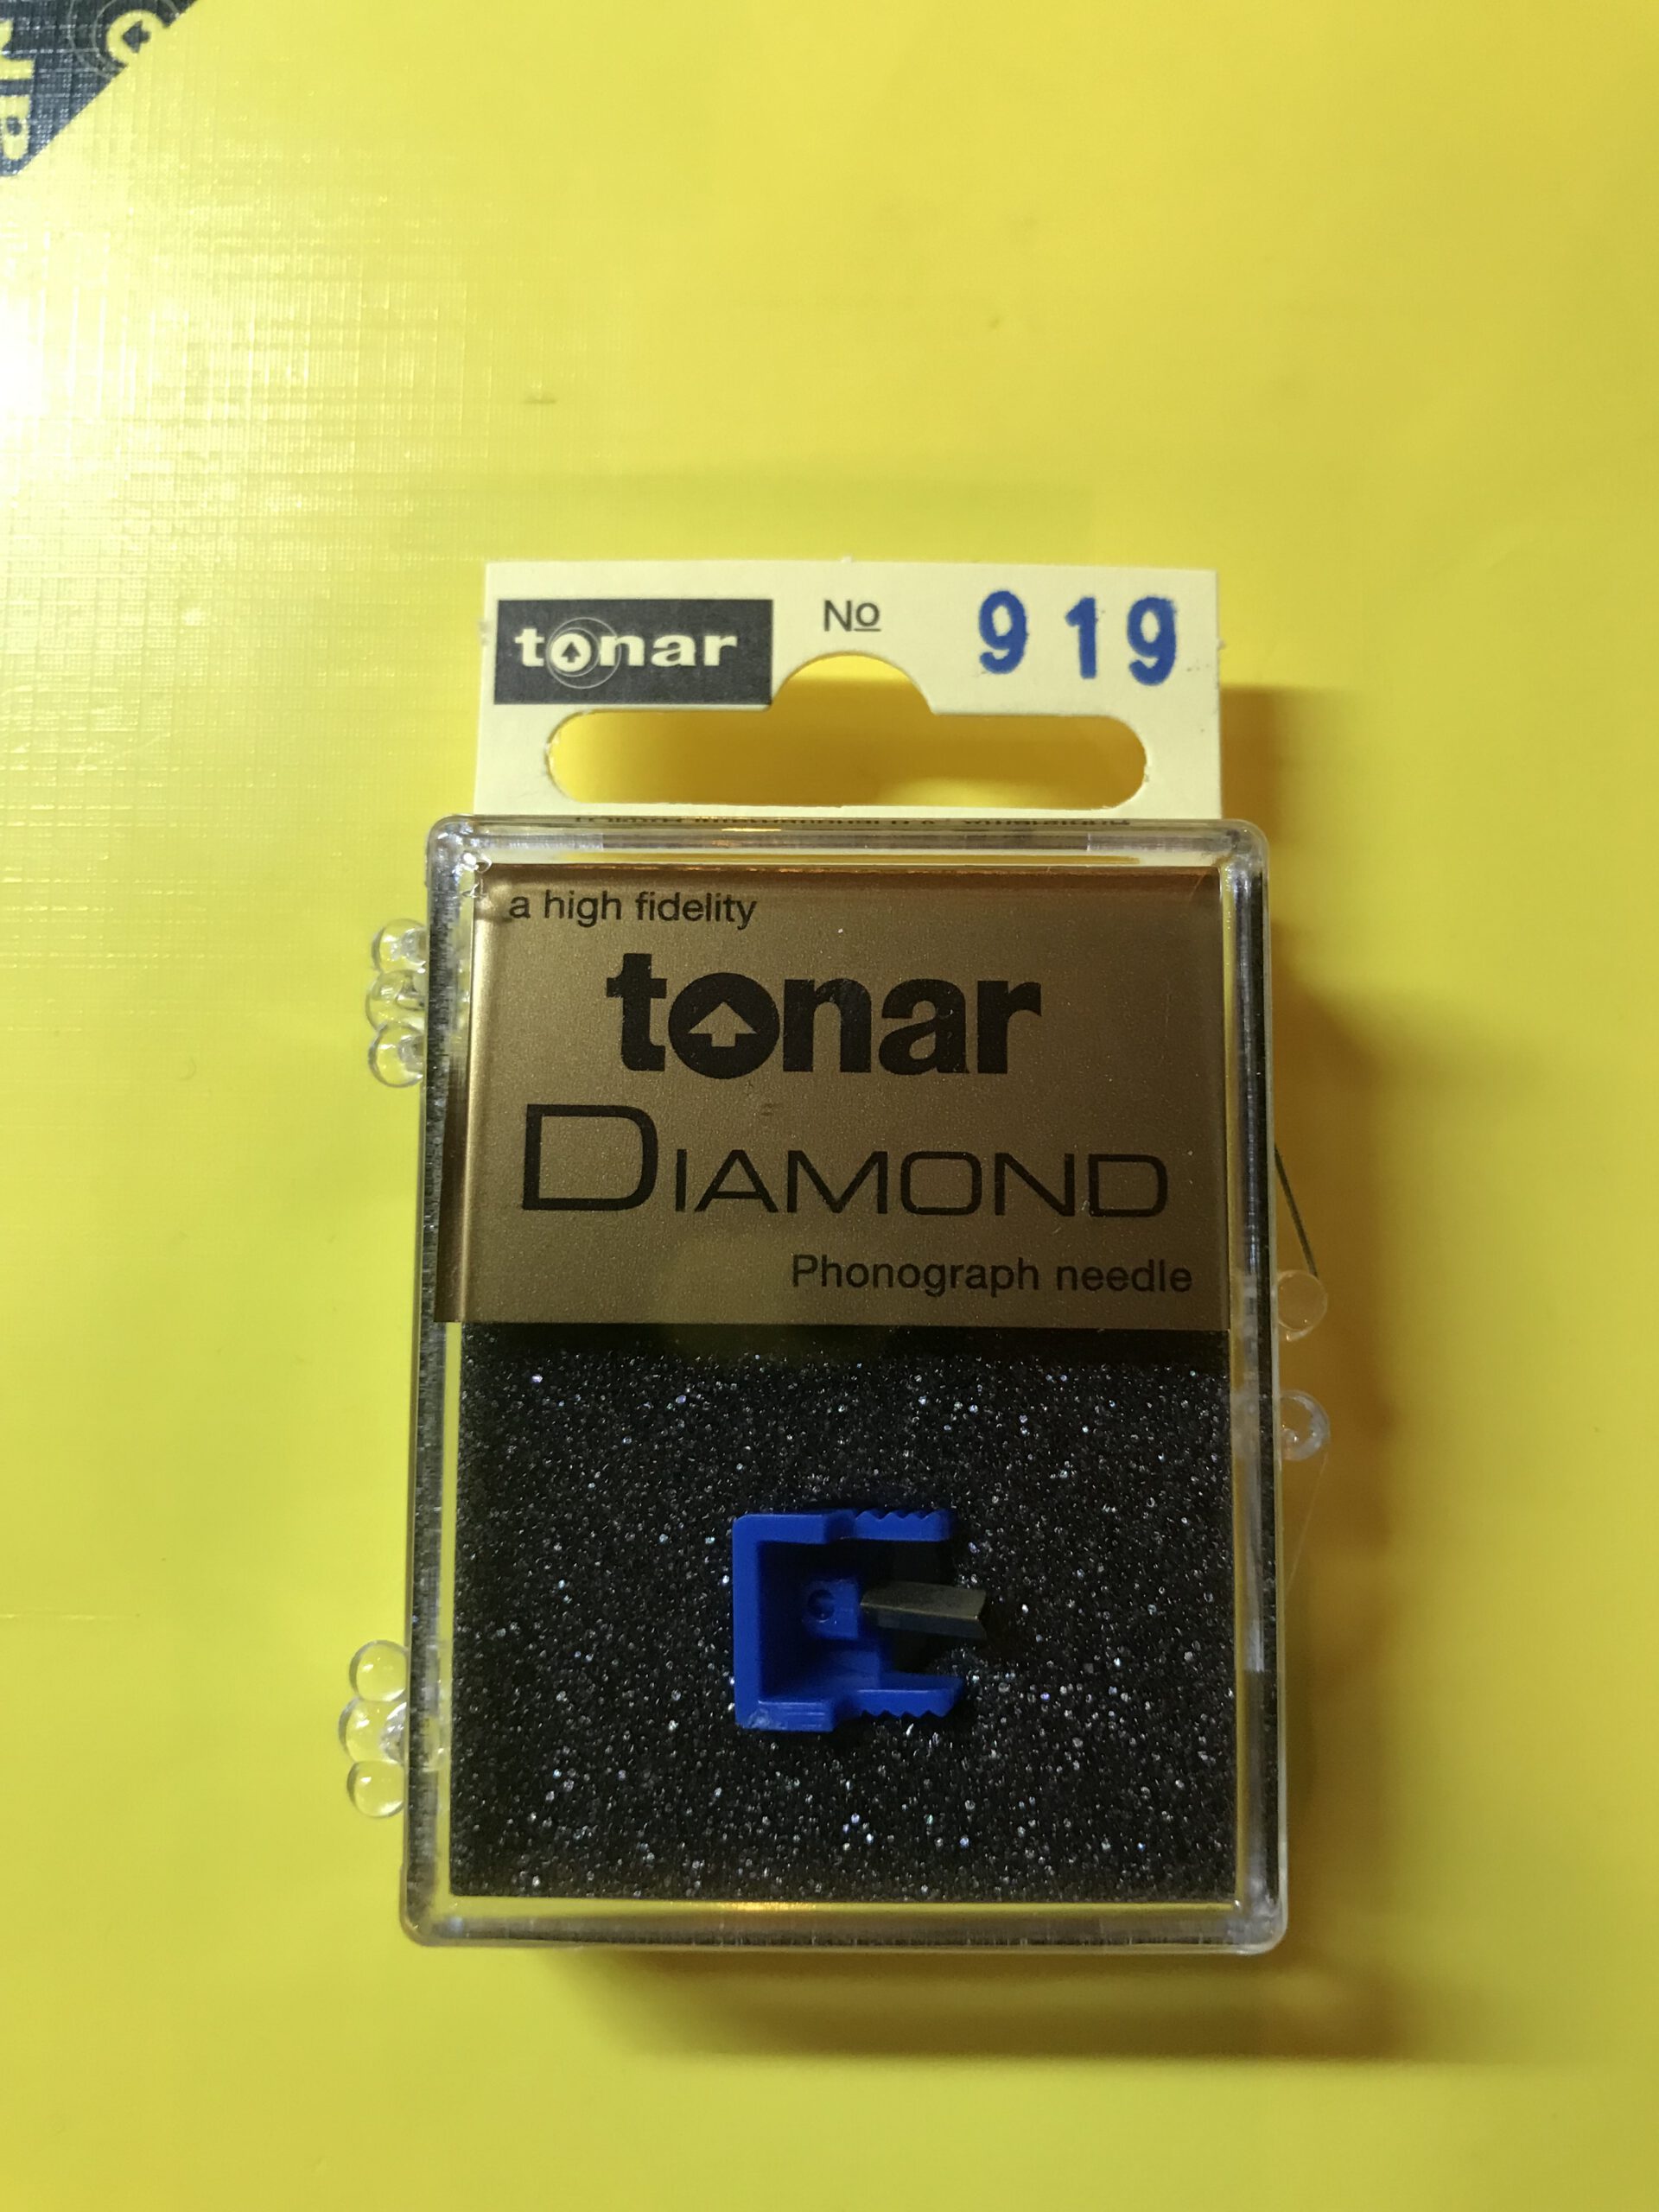 tonar
No 919
a high fidelity
tonar
DIAMOND
Phonograph needle